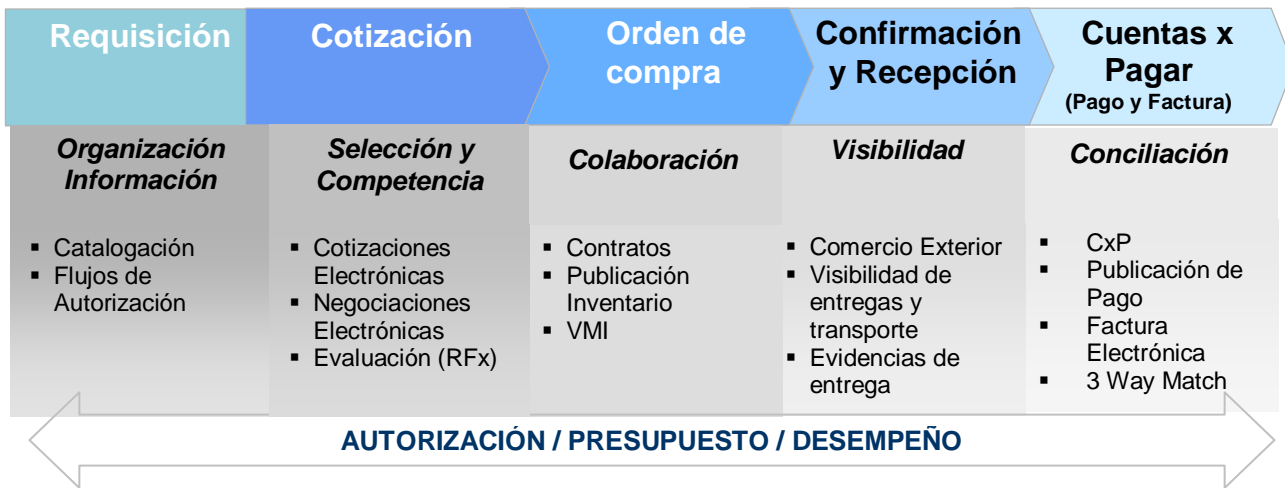 Requisición
Cotización
Orden de
compra
Confirmación
y Recepción
Cuentas x
Pagar
(Pago y Factura)
Organización
Información
Selección y
Competencia
Colaboración
Visibilidad
Conciliación
▪ Catalogación
▪ Flujos de
Autorización
▪ Cotizaciones
Electrónicas
▪ Negociaciones
Electrónicas
▪ Evaluación (RFx)
▪ Contratos
▪ Publicación
Inventario
▪ VMI
▪ Comercio Exterior
▪ Visibilidad de
entregas y
transporte
▪ Evidencias de
entrega
▪ CxP
▪ Publicación de
Pago
▪ Factura
Electrónica
▪ 3 Way Match
AUTORIZACIÓN / PRESUPUESTO / DESEMPEÑO